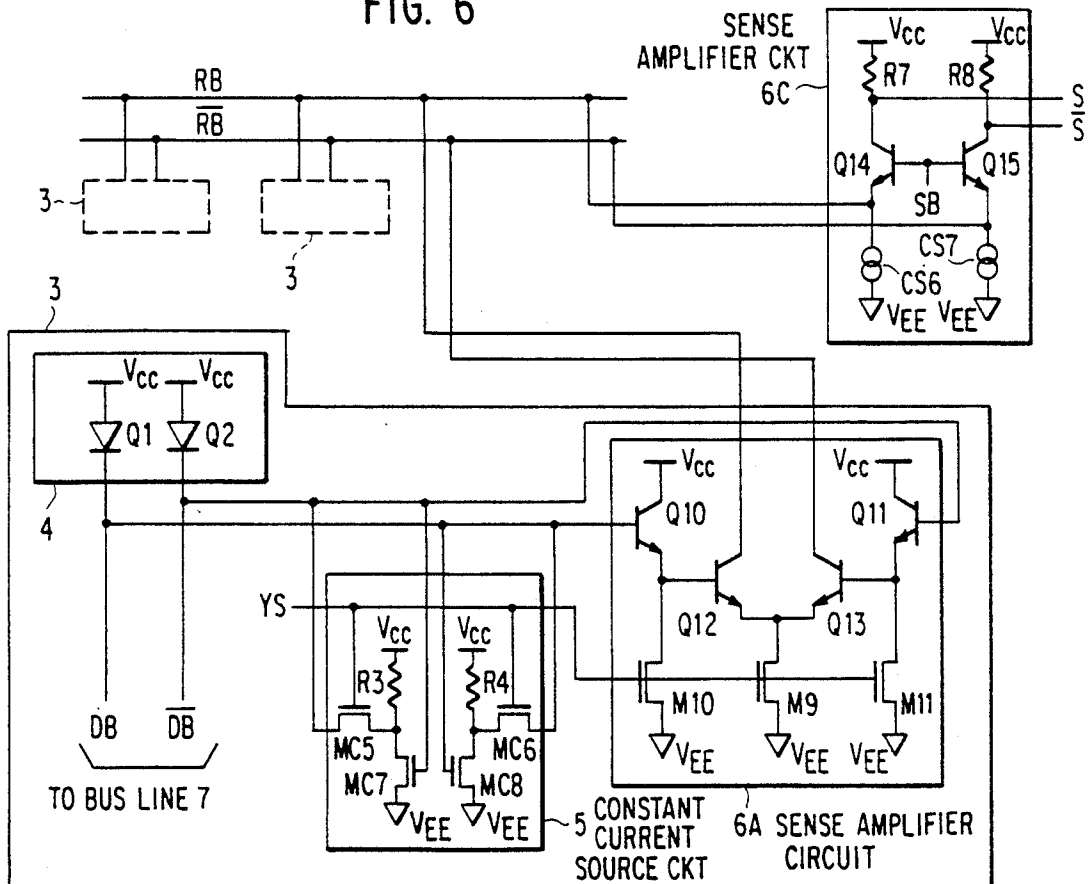 FIG. 6
SENSE
AMPLIFIER CKT
6C
VCC
VCC
R7
R8
S
S̅
RB
R̅B̅
Q14
Q15
SB
3
3
CS7
CS6
VEE
VEE
3
VCC
VCC
Q1
Q2
4
VCC
VCC
Q10
Q11
YS
VCC
VCC
Q12
Q13
R3
R4
MC5
MC6
M10
M9
M11
DB
D̅B̅
MC7
MC8
VEE
VEE
VEE
TO BUS LINE 7
VEE
VEE
5 CONSTANT
CURRENT
SOURCE CKT
6A SENSE AMPLIFIER
CIRCUIT